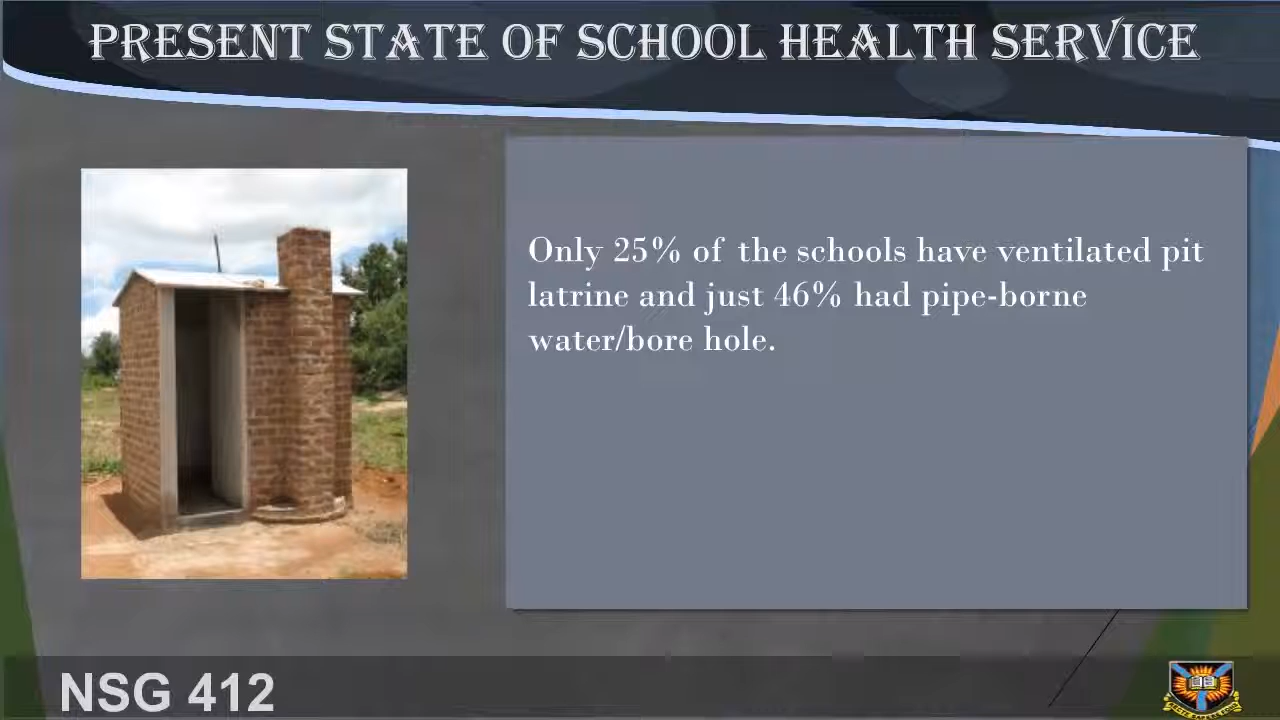 PRESENT STATE OF SCHOOL HEALTH SERVICE
Only 25% of the schools have ventilated pit
latrine and just 46% had pipe-borne
water/bore hole.
NSG 412